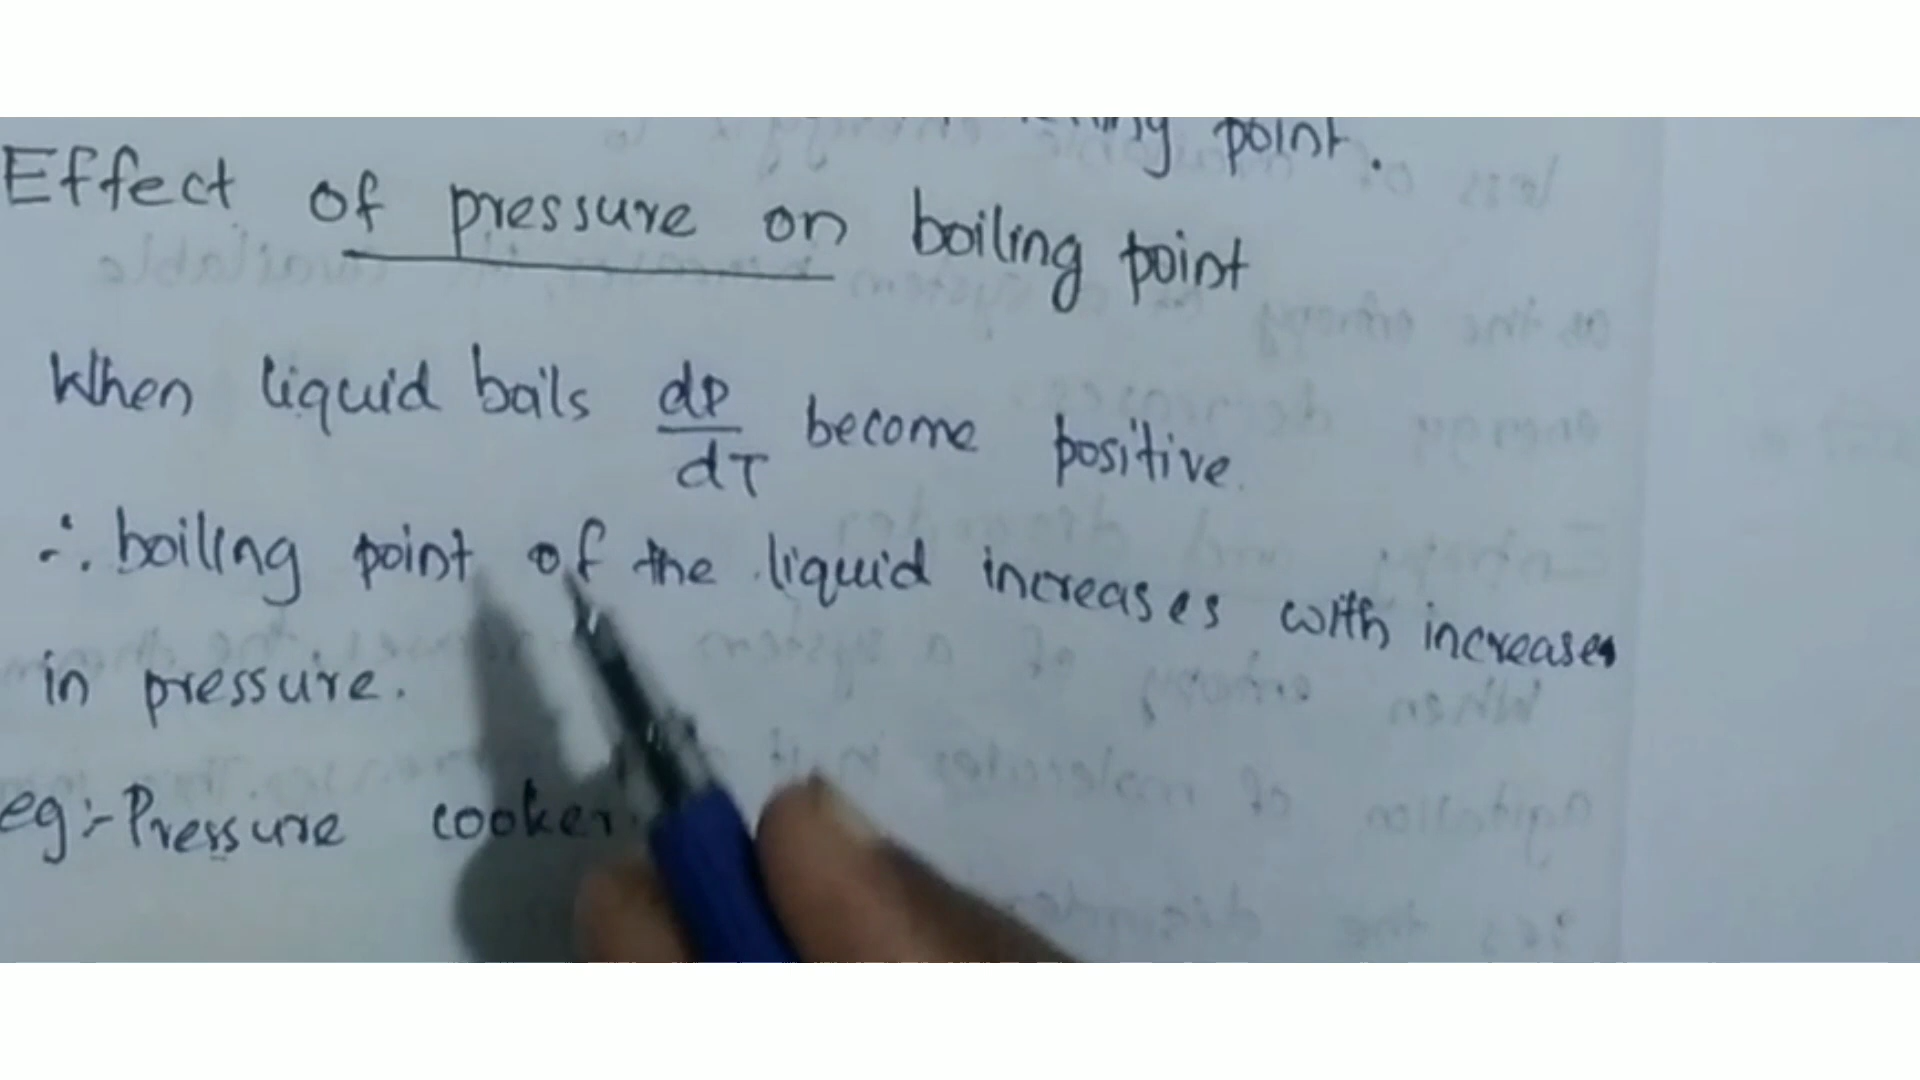 point.
Effect of pressure on boiling point
When liquid boils dP/dT become positive.
∴ boiling point of the liquid increases with increases
in pressure.
eg:- Pressure cooker.